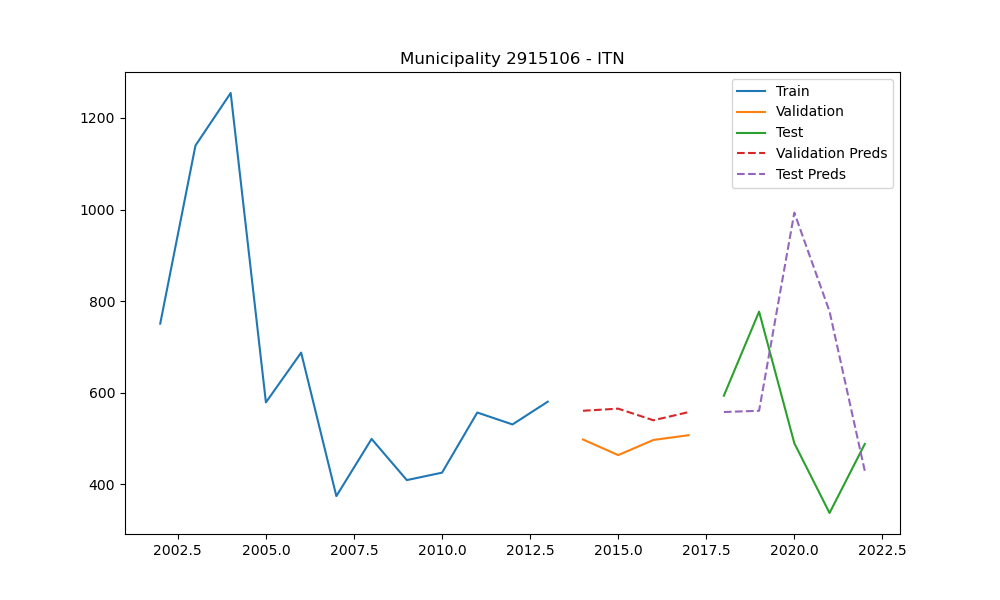 Municipality 2915106 - ITN
Train
Validation
Test
Validation Preds
Test Preds
1200
1000
800
600
400
2002.5 2005.0 2007.5 2010.0 2012.5 2015.0 2017.5 2020.0 2022.5